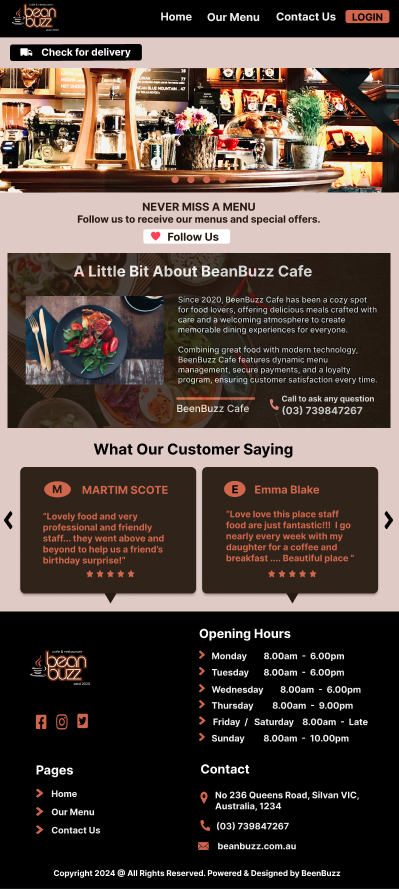 cafe & restaurant
bean
buzz
Home
Our Menu
Contact Us
LOGIN
Check for delivery
NEVER MISS A MENU
Follow us to receive our menus and special offers.
Follow Us
A Little Bit About BeanBuzz Cafe
Since 2020, BeenBuzz Cafe has been a cozy spot
for food lovers, offering delicious meals crafted with
care and a welcoming atmosphere to create
memorable dining experiences for everyone.
Combining great food with modern technology,
BeenBuzz Cafe features dynamic menu
management, secure payments, and a loyalty
program, ensuring customer satisfaction every time.
BeenBuzz Cafe
Call to ask any question
(03) 739847267
What Our Customer Saying
M
MARTIM SCOTE
"Lovely food and very
professional and friendly
staff... they went above and
beyond to help us a friend's
birthday surprise!"
E
Emma Blake
"Love love this place staff
food are just fantastic!!! I go
nearly every week with my
daughter for a coffee and
breakfast .... Beautiful place "
cafe & restaurant
bean
buzz
Opening Hours
Monday 8.00am - 6.00pm
Tuesday 8.00am - 6.00pm
Wednesday 8.00am - 6.00pm
Thursday 8.00am - 9.00pm
Friday / Saturday 8.00am - Late
Sunday 8.00am - 10.00pm
Pages
Home
Our Menu
Contact Us
Contact
No 236 Queens Road, Silvan VIC,
Australia, 1234
(03) 739847267
beanbuzz.com.au
Copyright 2024 @ All Rights Reserved. Powered & Designed by BeenBuzz